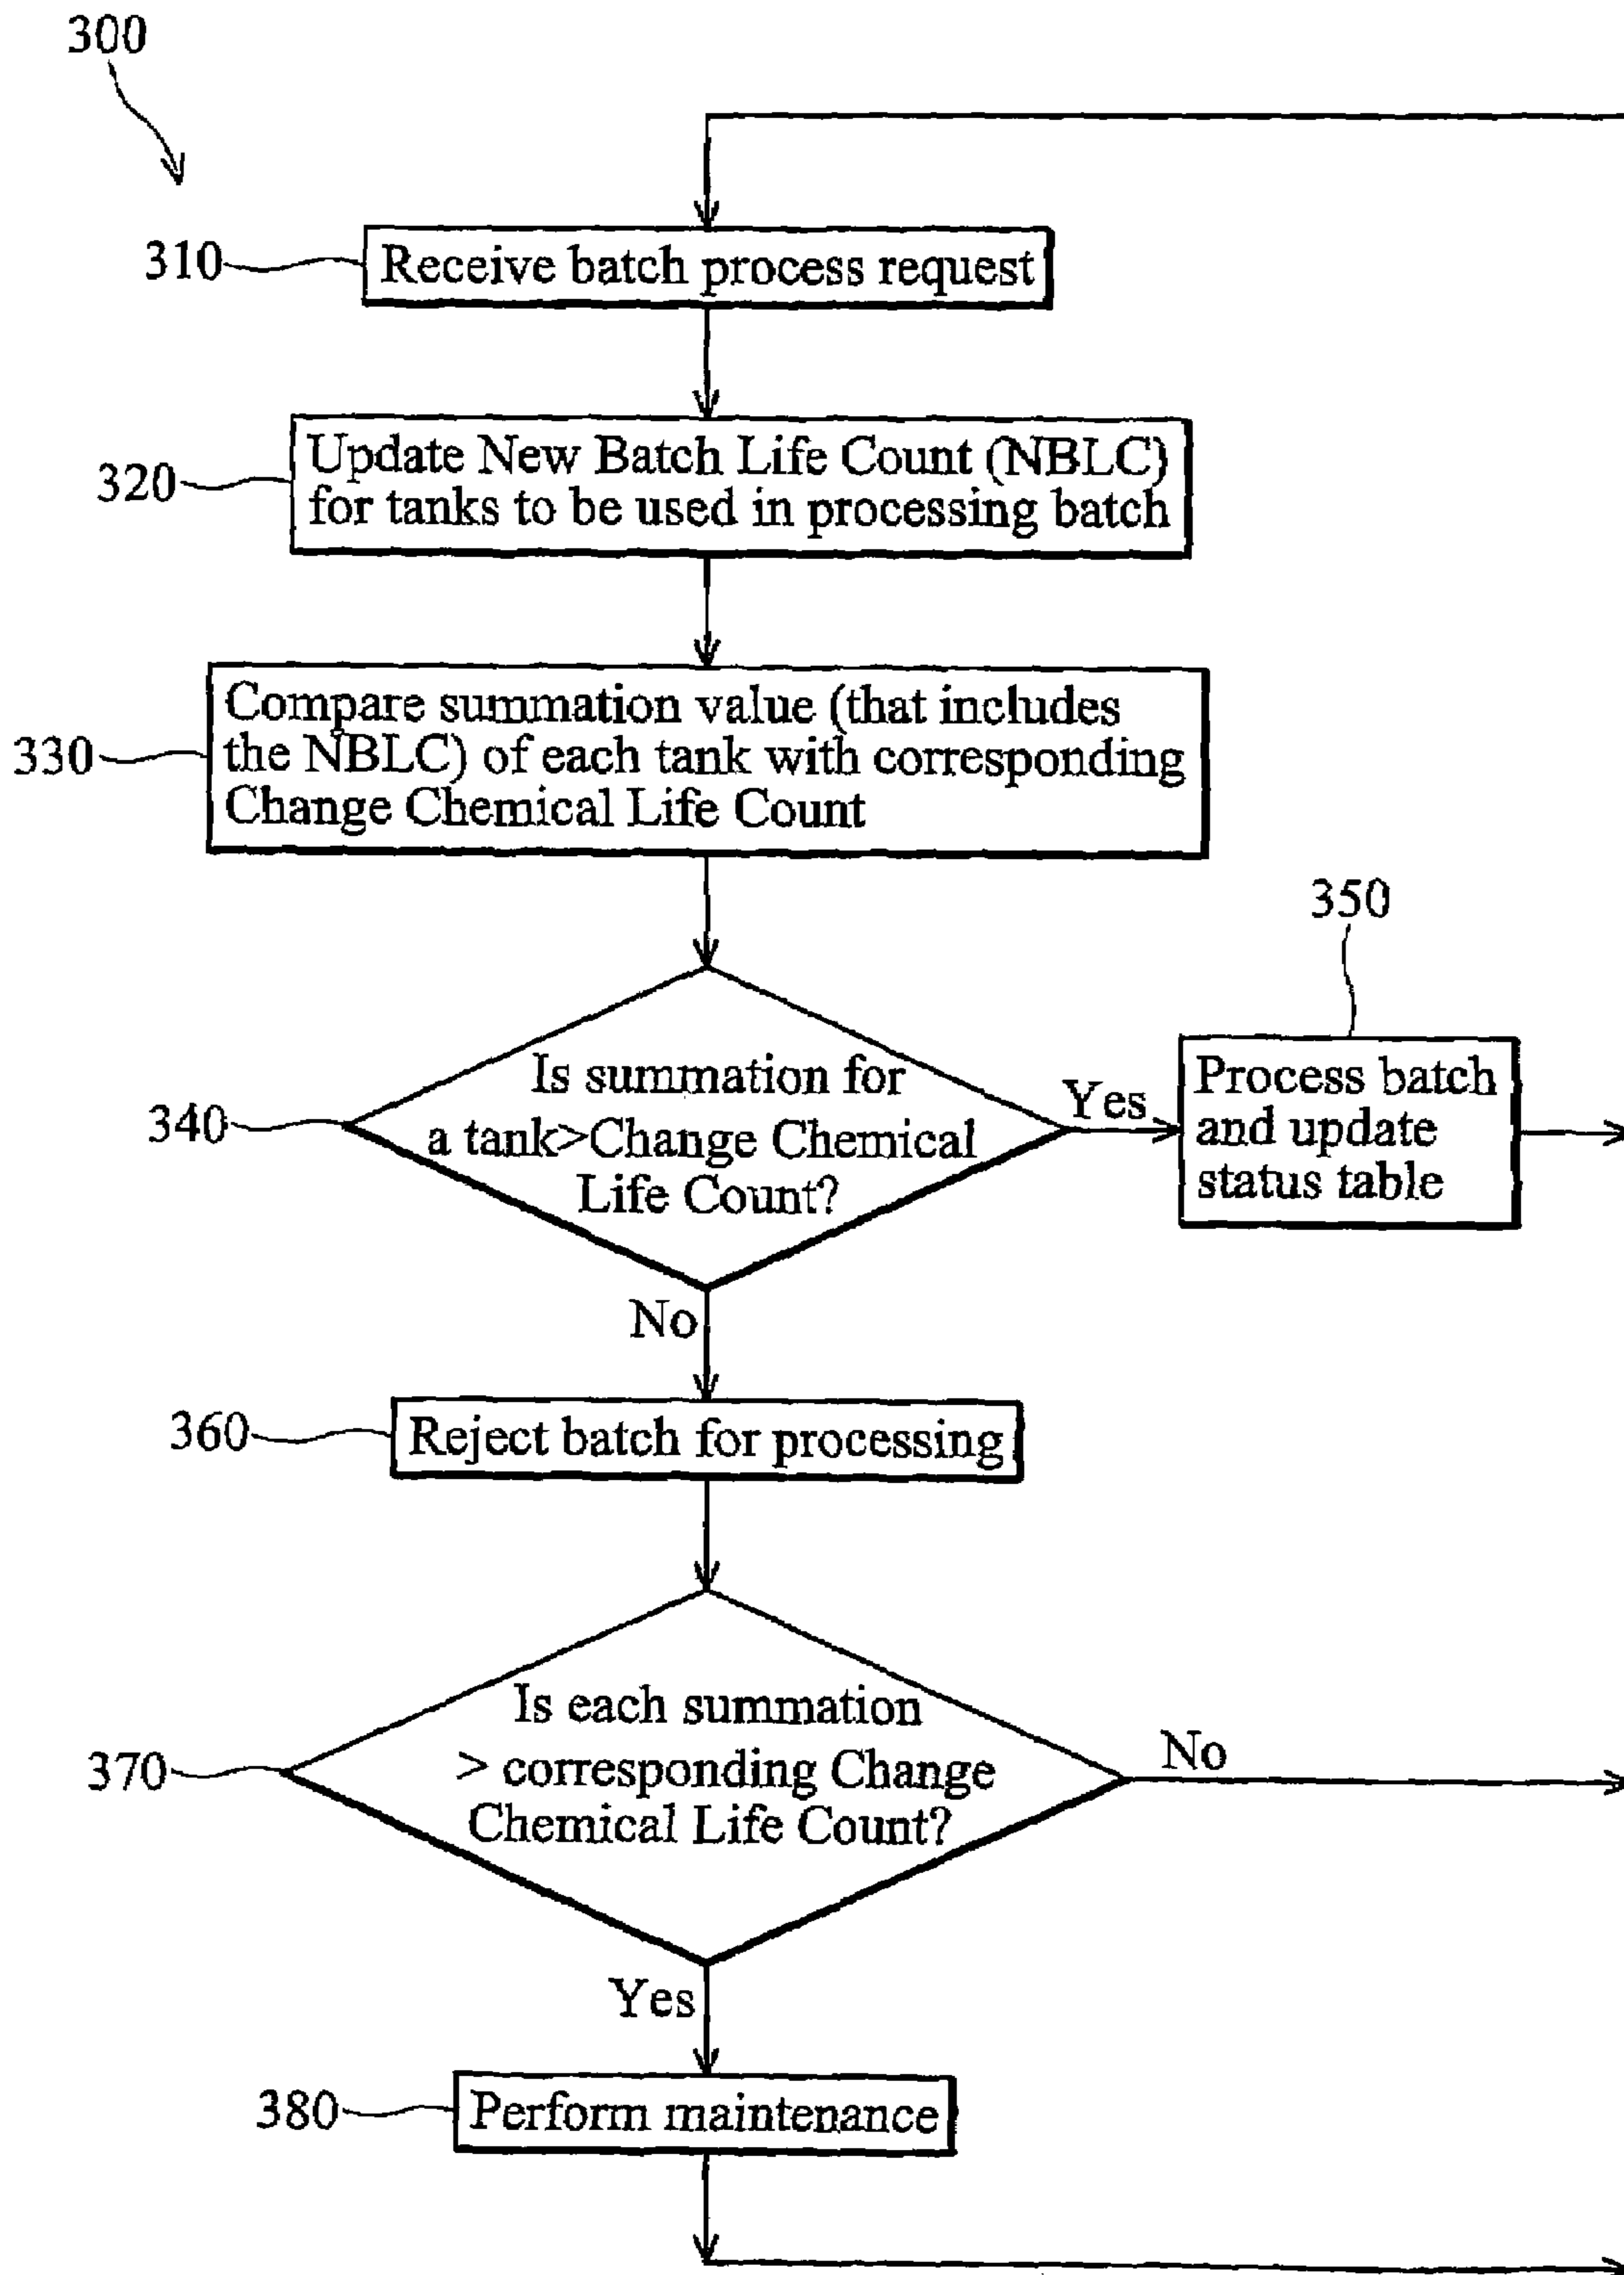 300
310
Receive batch process request
320
Update New Batch Life Count (NBLC)
for tanks to be used in processing batch
330
Compare summation value (that includes
the NBLC) of each tank with corresponding
Change Chemical Life Count
340
Is summation for
a tank>Change Chemical
Life Count?
Yes
350
Process batch
and update
status table
No
360
Reject batch for processing
370
Is each summation
> corresponding Change
Chemical Life Count?
No
Yes
380
Perform maintenance